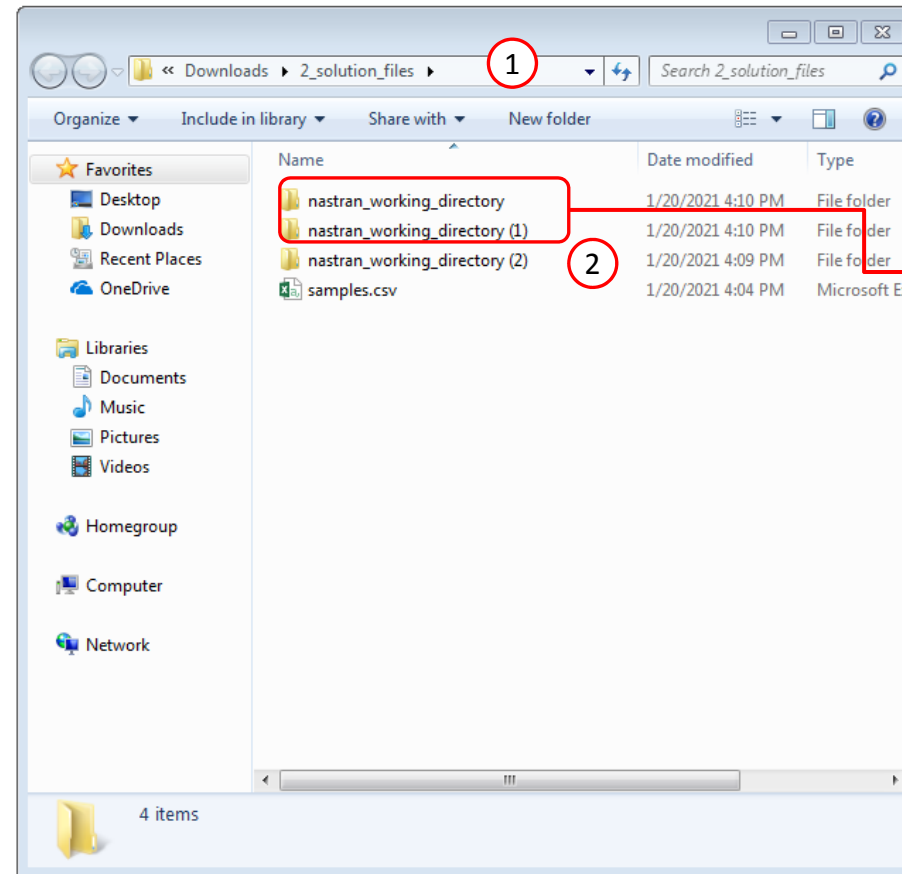 « Downloads ▸ 2_solution_files ▸ 1 Search 2_solution_files
Organize Include in library Share with New folder
Name Date modified Type
Favorites
Desktop nastran_working_directory 1/20/2021 4:10 PM File folder
Downloads nastran_working_directory (1) 1/20/2021 4:10 PM File folder
Recent Places nastran_working_directory (2) 2 1/20/2021 4:09 PM File folder
OneDrive samples.csv 1/20/2021 4:04 PM Microsoft E
Libraries
Documents
Music
Pictures
Videos
Homegroup
Computer
Network
4 items